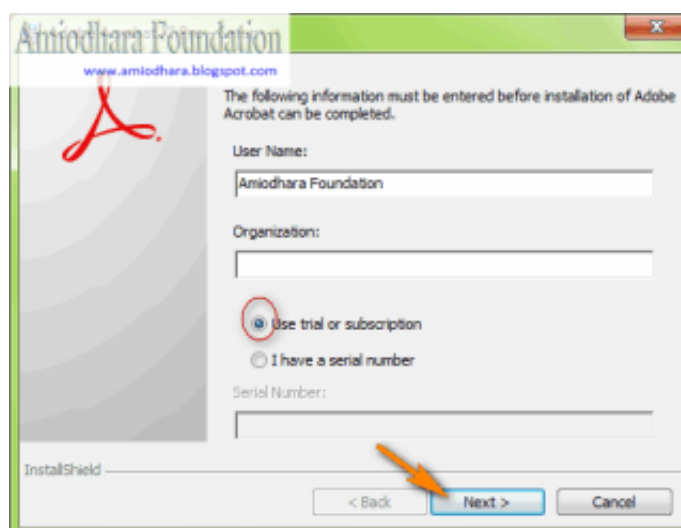 Amiodhara Foundation
www.amiodhara.blogspot.com
The following information must be entered before installation of Adobe
Acrobat can be completed.
User Name:
Amiodhara Foundation
Organization:
Use trial or subscription
I have a serial number
Serial Number:
InstallShield
< Back
Next >
Cancel